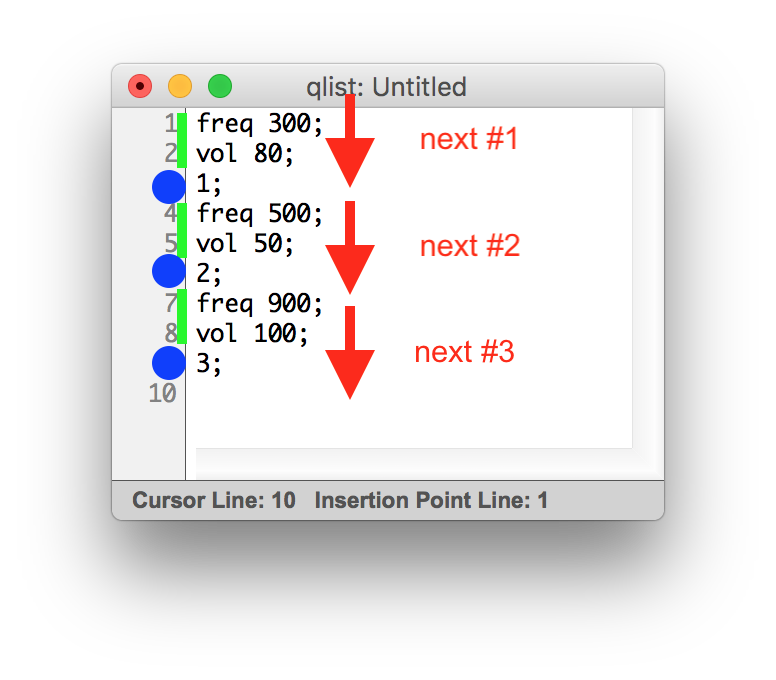 qlist: Untitled
1 freq 300;
next #1
2 vol 80;
1;
4 freq 500;
next #2
5 vol 50;
2;
7 freq 900;
8 vol 100;
next #3
3;
10
Cursor Line: 10 Insertion Point Line: 1